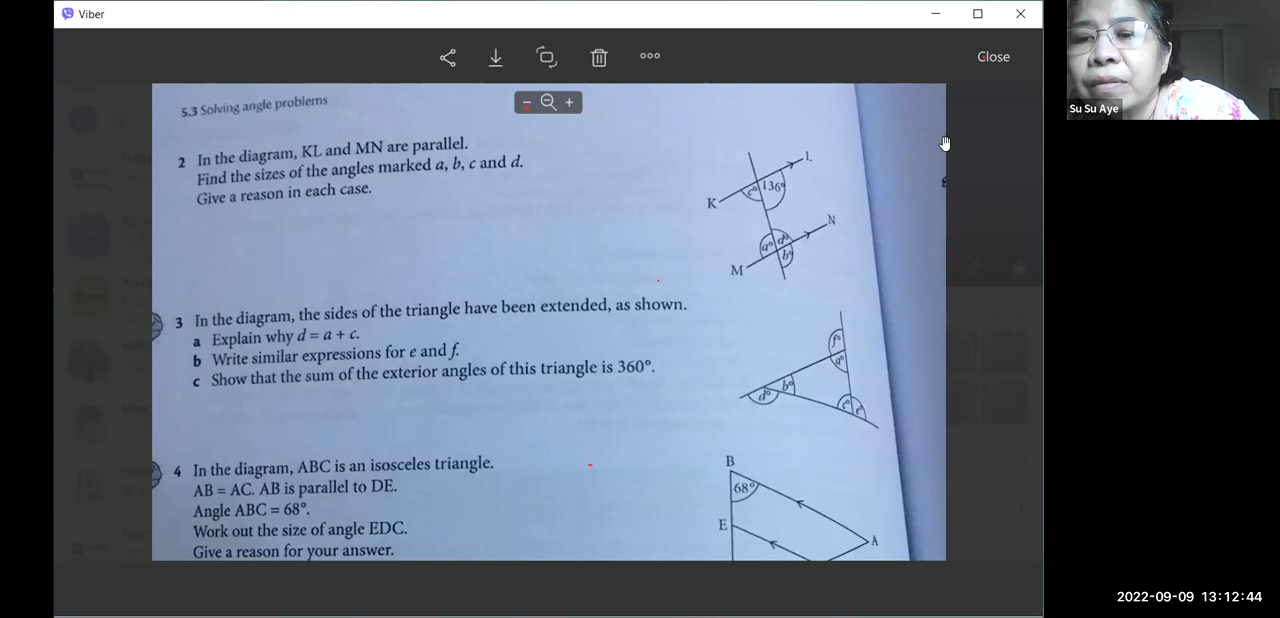 Viber
Close
5.3 Solving angle problems
2 In the diagram, KL and MN are parallel.
Find the sizes of the angles marked a, b, c and d.
Give a reason in each case.
L
c° 136°
K
N
a° d°
b°
M
3 In the diagram, the sides of the triangle have been extended, as shown.
a Explain why d = a + c.
b Write similar expressions for e and f.
c Show that the sum of the exterior angles of this triangle is 360°.
f°
a°
b°
d°
c° e°
4 In the diagram, ABC is an isosceles triangle.
AB = AC. AB is parallel to DE.
Angle ABC = 68°.
Work out the size of angle EDC.
Give a reason for your answer.
B
68°
E
A
Su Su Aye
2022-09-09 13:12:44